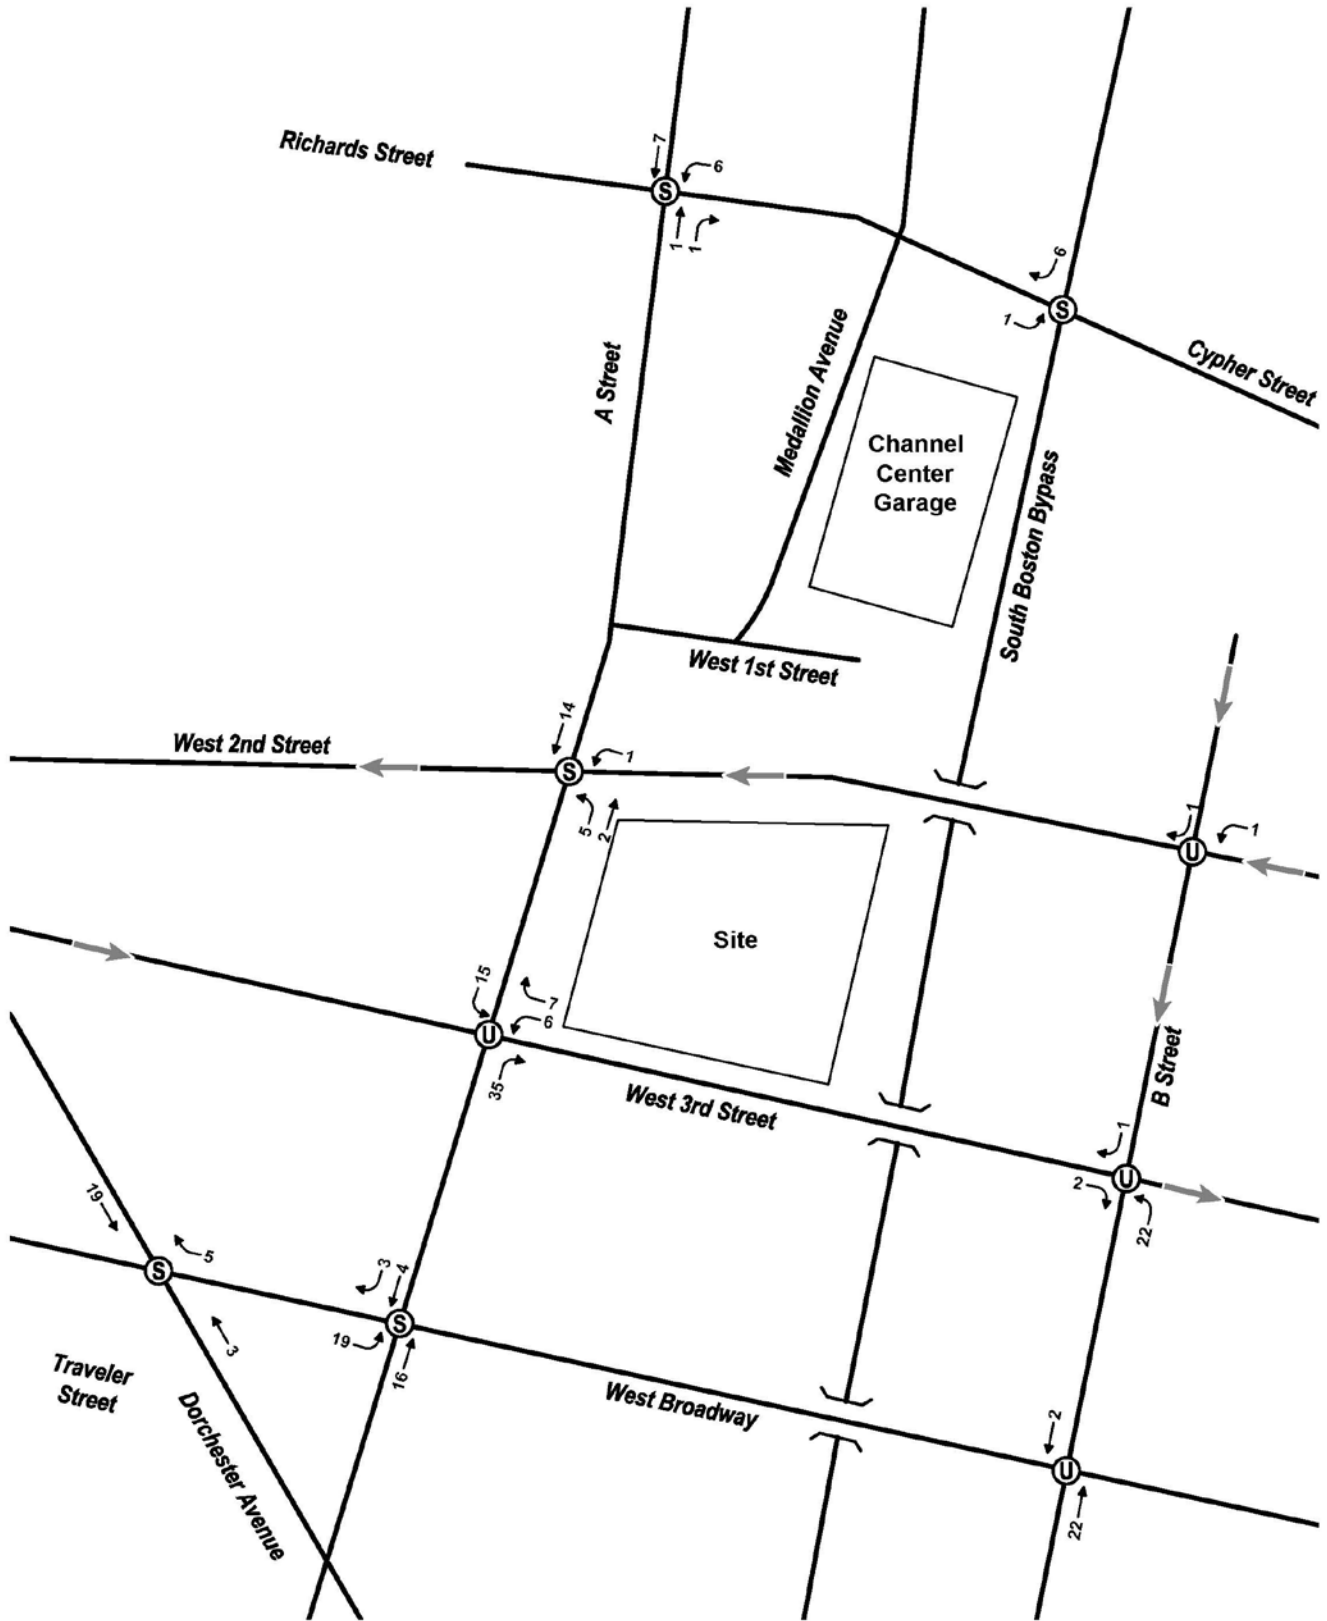 7
Richards Street
6
S
1
1
6
1
S
Cypher Street
A Street
Medallion Avenue
Channel
Center
Garage
South Boston Bypass
West 1st Street
14
West 2nd Street
1
S
5
2
1
1
U
Site
15
7
6
U
35
B Street
West 3rd Street
1
2
U
22
19
5
S
3
3
4
19
S
16
Traveler
Street
Dorchester Avenue
West Broadway
2
U
22